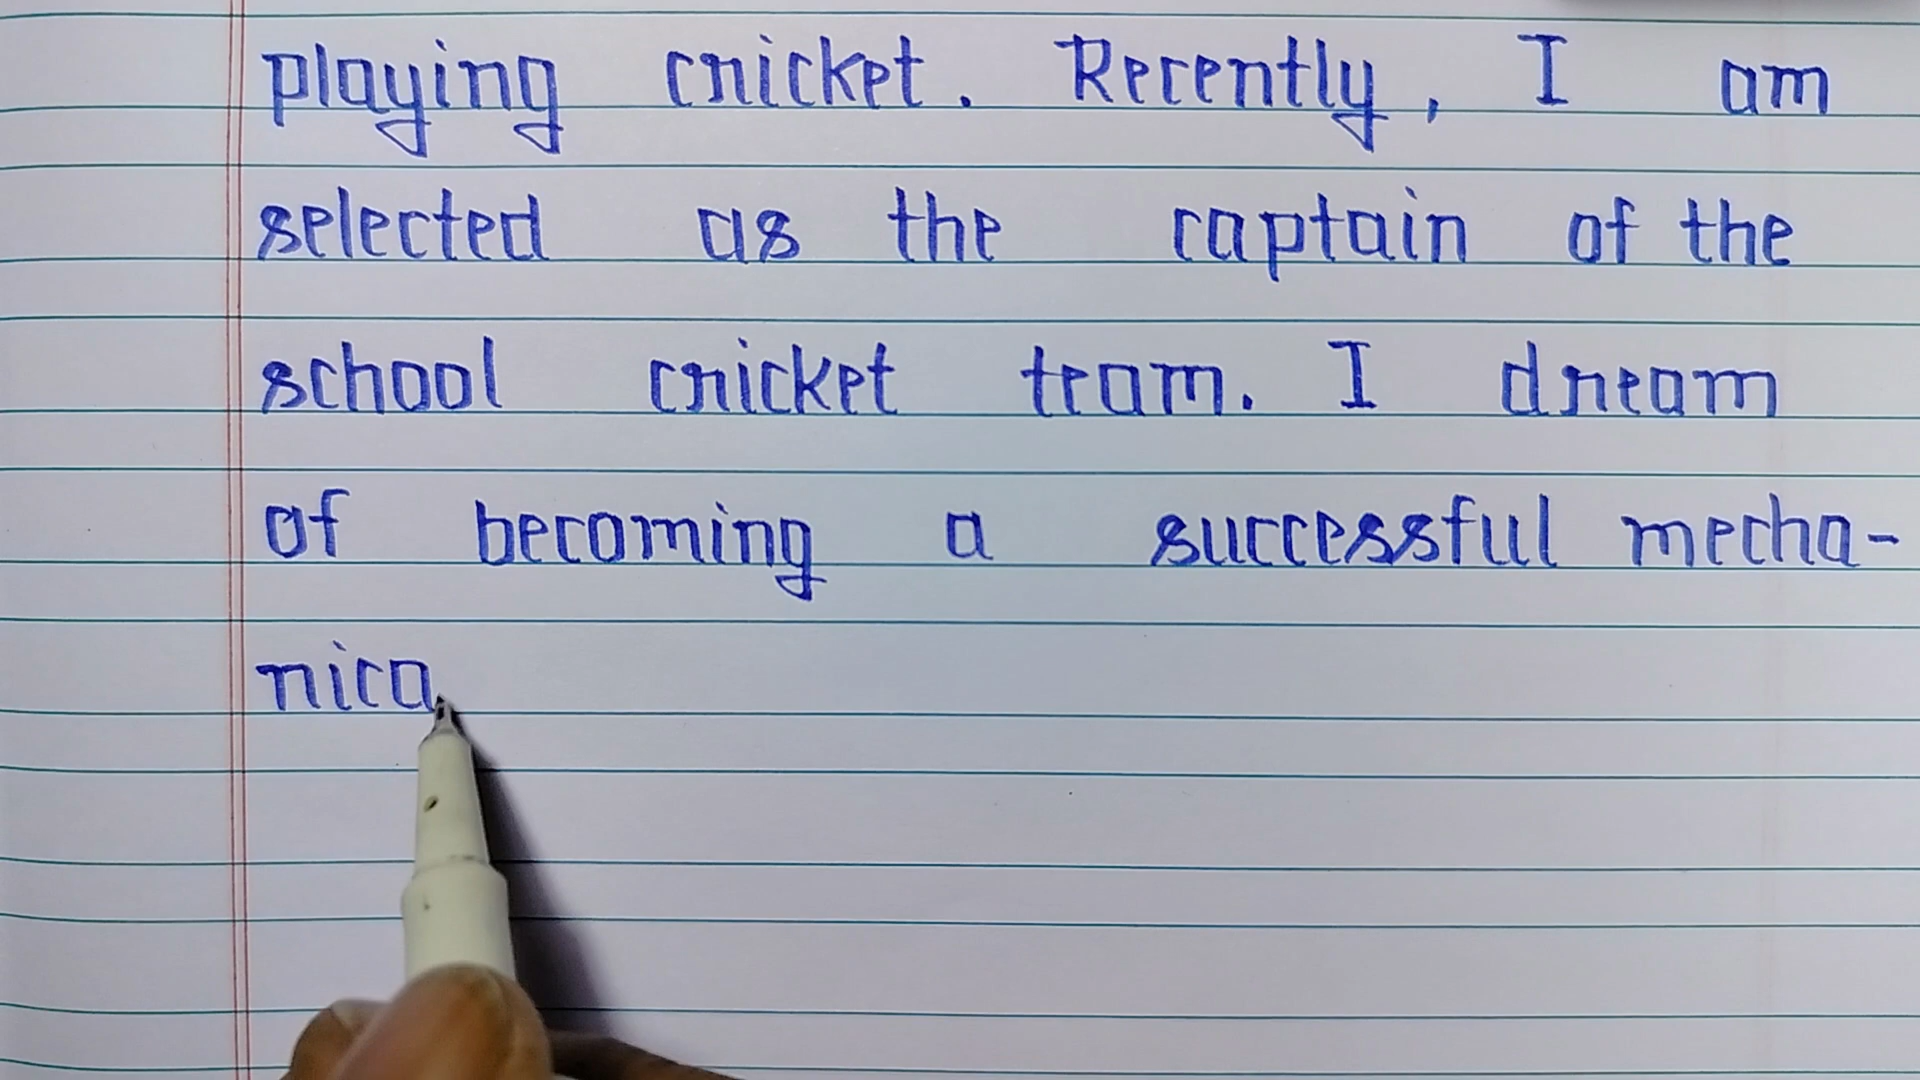 playing cricket. Recently, I am
selected as the captain of the
school cricket team. I dream
of becoming a successful mecha-
nica